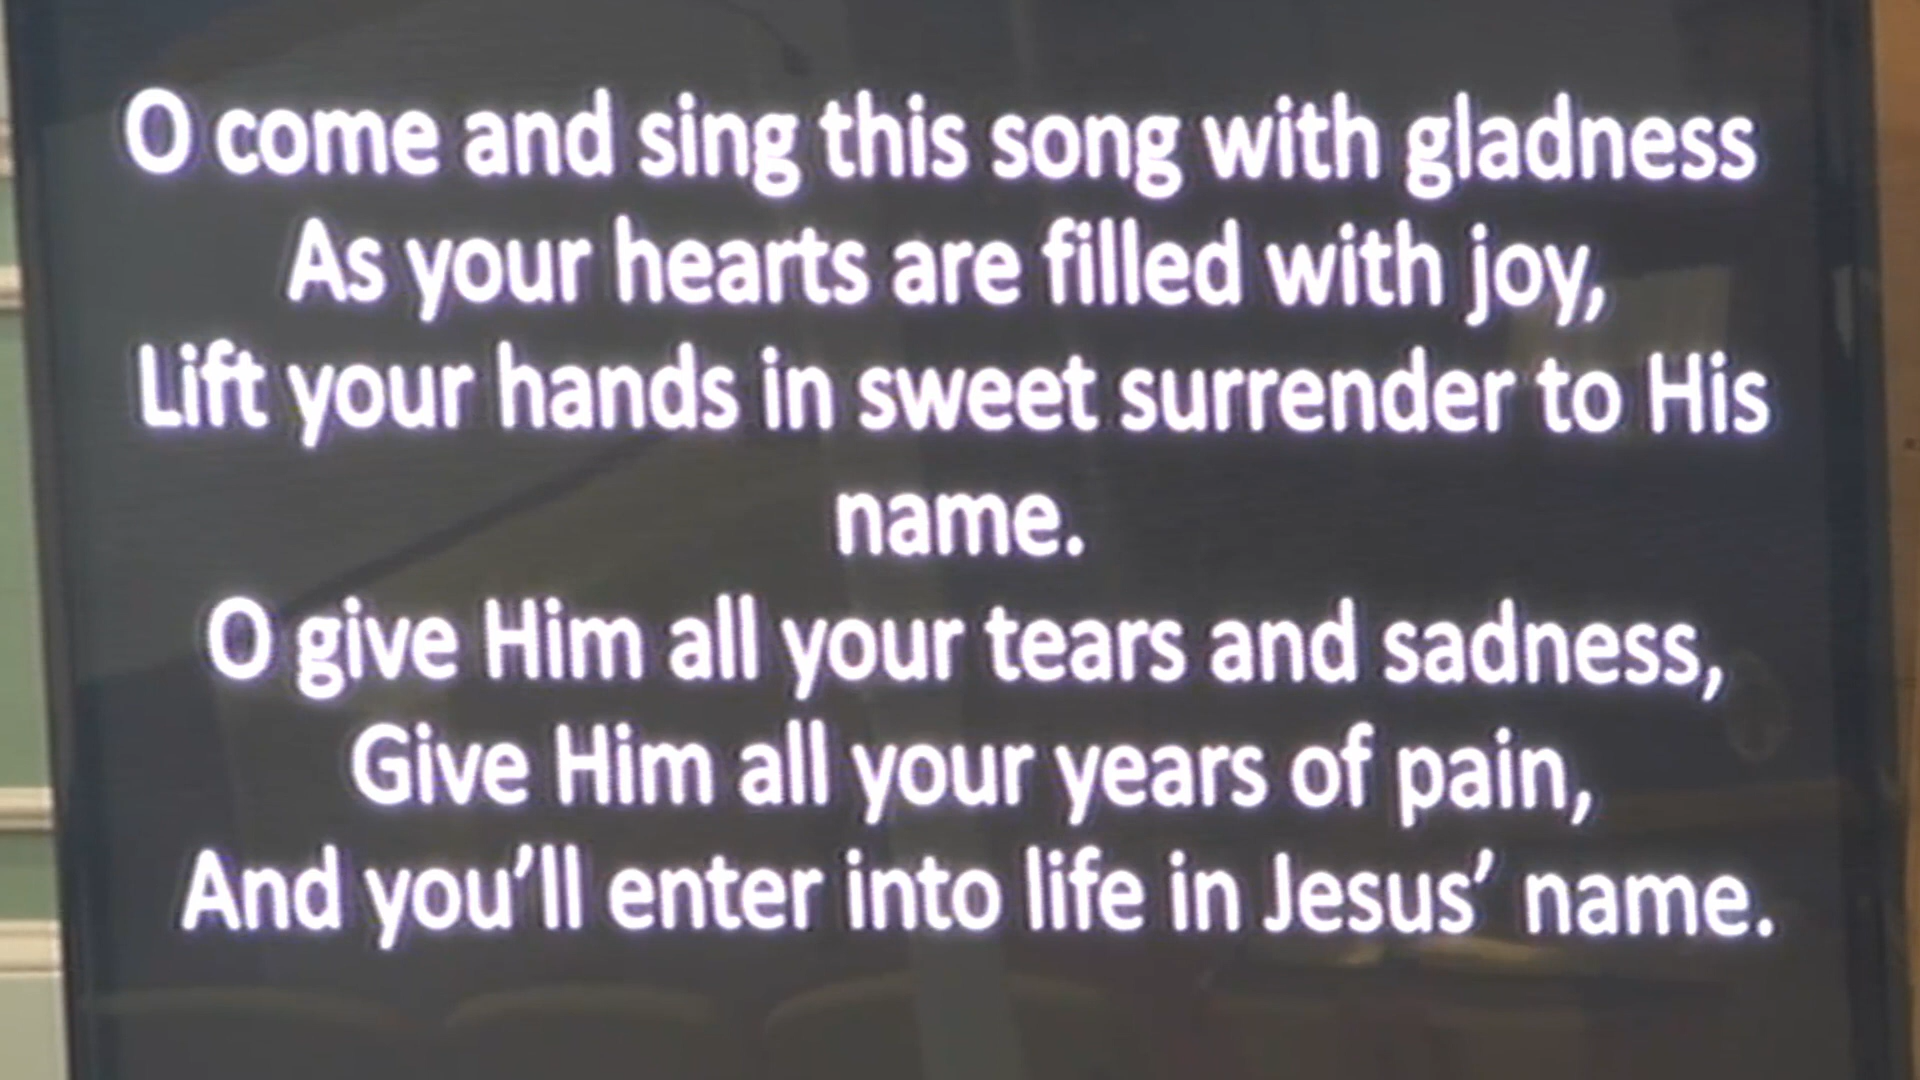 O come and sing this song with gladness
As your hearts are filled with joy,
Lift your hands in sweet surrender to His
name.
O give Him all your tears and sadness,
Give Him all your years of pain,
And you’ll enter into life in Jesus’ name.